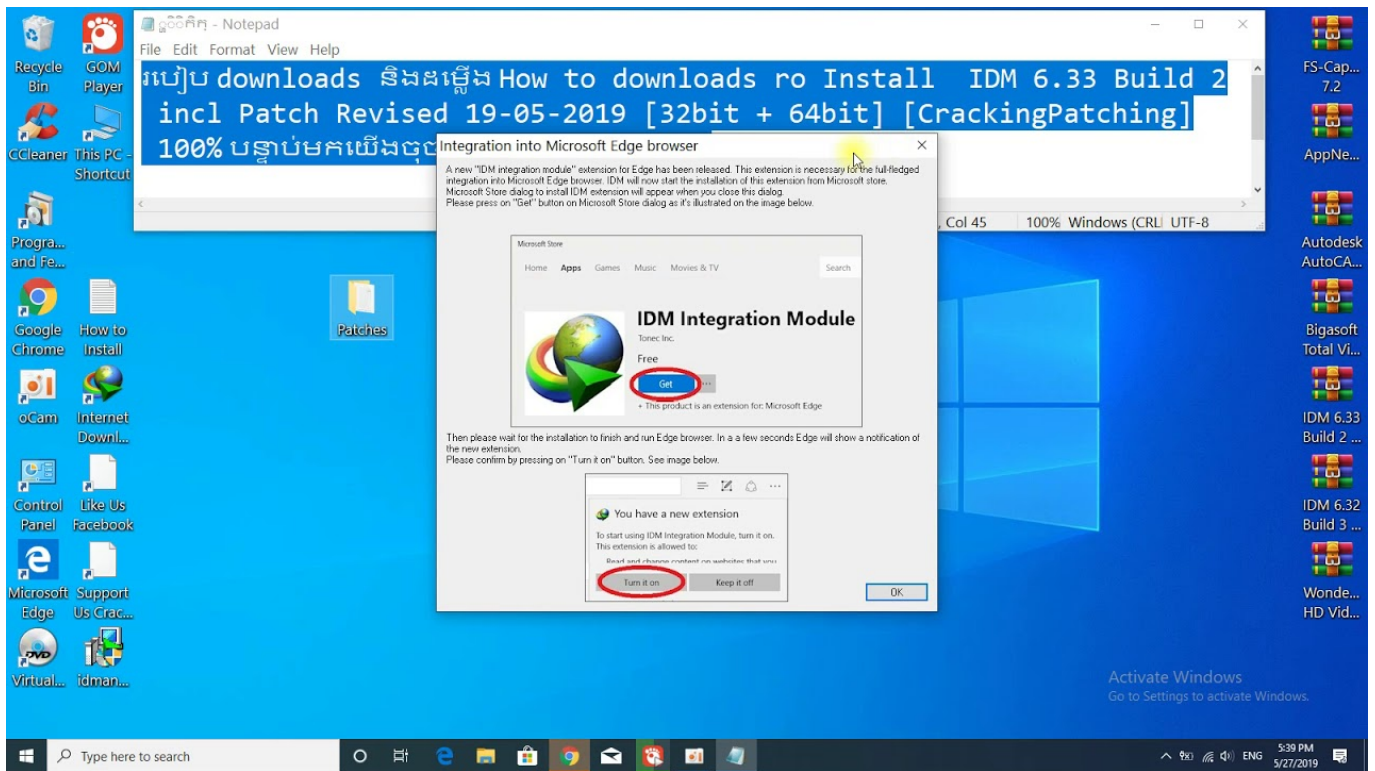 Recycle Bin
GOM Player
CCleaner
This PC - Shortcut
Progra... and Fe...
Google Chrome
How to Install
oCam
Internet Downl...
Control Panel
Like Us Facebook
Microsoft Edge
Support Us Crac...
Virtual...
idman...
Patches
- Notepad
File Edit Format View Help
របៀប downloads និងដម្លើង How to downloads ro Install IDM 6.33 Build 2
incl Patch Revised 19-05-2019 [32bit + 64bit] [CrackingPatching]
100% បន្ទាប់មកយើងចុច
, Col 45 100% Windows (CRL UTF-8
Integration into Microsoft Edge browser
A new "IDM integration module" extension for Edge has been released. This extension is necessary for the full-fledged
integration into Microsoft Edge browser. IDM will now start the installation of this extension from Microsoft store.
Microsoft Store dialog to install IDM extension will appear when you close this dialog.
Please press on "Get" button on Microsoft Store dialog as it's illustrated on the image below.
Microsoft Store
Home Apps Games Music Movies & TV Search
IDM Integration Module
Tonec Inc.
Free
Get ...
+ This product is an extension for: Microsoft Edge
Then please wait for the installation to finish and run Edge browser. In a a few seconds Edge will show a notification of
the new extension.
Please confirm by pressing on "Turn it on" button. See image below.
You have a new extension
To start using IDM Integration Module, turn it on.
This extension is allowed to:
Read and change content on websites that you
Turn it on Keep it off
OK
FS-Cap... 7.2
AppNe...
Autodesk AutoCA...
Bigasoft Total Vi...
IDM 6.33 Build 2 ...
IDM 6.32 Build 3 ...
Wonde... HD Vid...
Activate Windows
Go to Settings to activate Windows.
Type here to search
ENG
5:39 PM
5/27/2019